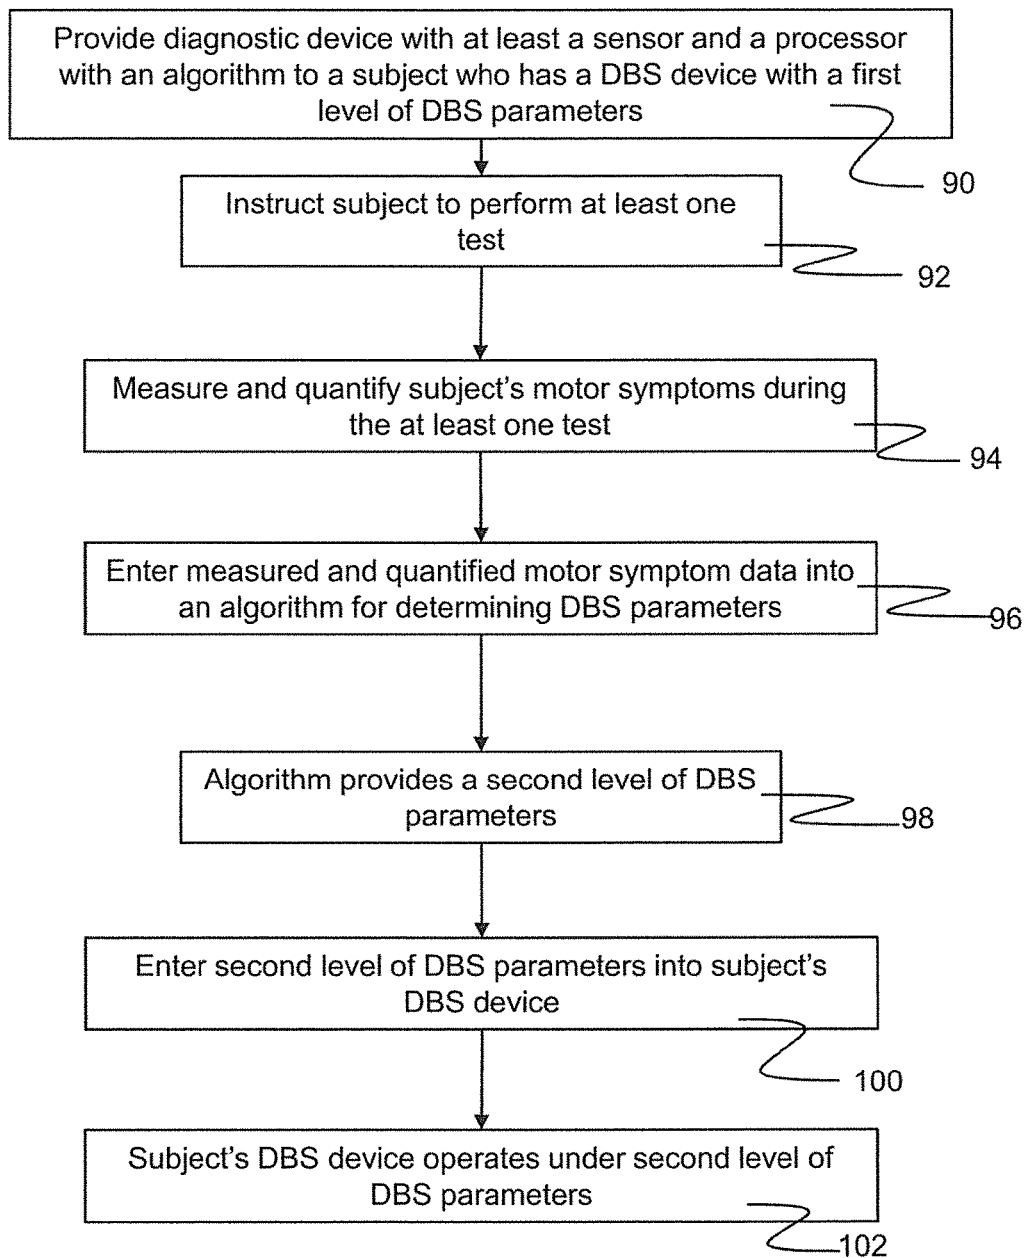 Provide diagnostic device with at least a sensor and a processor
with an algorithm to a subject who has a DBS device with a first
level of DBS parameters
90
Instruct subject to perform at least one
test
92
Measure and quantify subject's motor symptoms during
the at least one test
94
Enter measured and quantified motor symptom data into
an algorithm for determining DBS parameters
96
Algorithm provides a second level of DBS
parameters
98
Enter second level of DBS parameters into subject's
DBS device
100
Subject's DBS device operates under second level of
DBS parameters
102